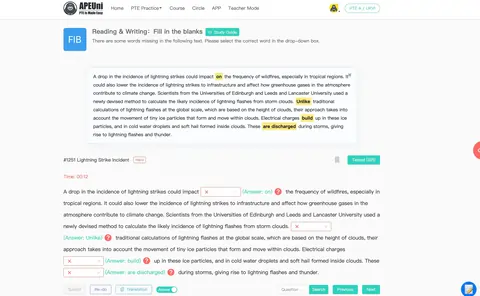 APEUni
PTE is Made Easy
Home PTE Practice Course Circle APP Teacher Mode
FIB
Reading & Writing: Fill in the blanks Study Guide
There are some words missing in the following text. Please select the correct word in the drop-down box.
A drop in the incidence of lightning strikes could impact on the frequency of wildfires, especially in tropical regions. It
could also lower the incidence of lightning strikes to infrastructure and affect how greenhouse gases in the atmosphere
contribute to climate change. Scientists from the Universities of Edinburgh and Leeds and Lancaster University used a
newly devised method to calculate the likely incidence of lightning flashes from storm clouds. Unlike traditional
calculations of lightning flashes at the global scale, which are based on the height of clouds, their approach takes into
account the movement of tiny ice particles that form and move within clouds. Electrical charges build up in these ice
particles, and in cold water droplets and soft hail formed inside clouds. These are discharged during storms, giving
rise to lightning flashes and thunder.
#1251 Lightning Strike Incident
Time: 00:12
A drop in the incidence of lightning strikes could impact (Answer: on) the frequency of wildfires, especially in
tropical regions. It could also lower the incidence of lightning strikes to infrastructure and affect how greenhouse gases in the
atmosphere contribute to climate change. Scientists from the Universities of Edinburgh and Leeds and Lancaster University used a
newly devised method to calculate the likely incidence of lightning flashes from storm clouds.
(Answer: Unlike) traditional calculations of lightning flashes at the global scale, which are based on the height of clouds, their
approach takes into account the movement of tiny ice particles that form and move within clouds. Electrical charges
(Answer: build) up in these ice particles, and in cold water droplets and soft hail formed inside clouds. These
(Answer: are discharged) during storms, giving rise to lightning flashes and thunder.
Submit Re-do Translation Answer Question Search Previous Next